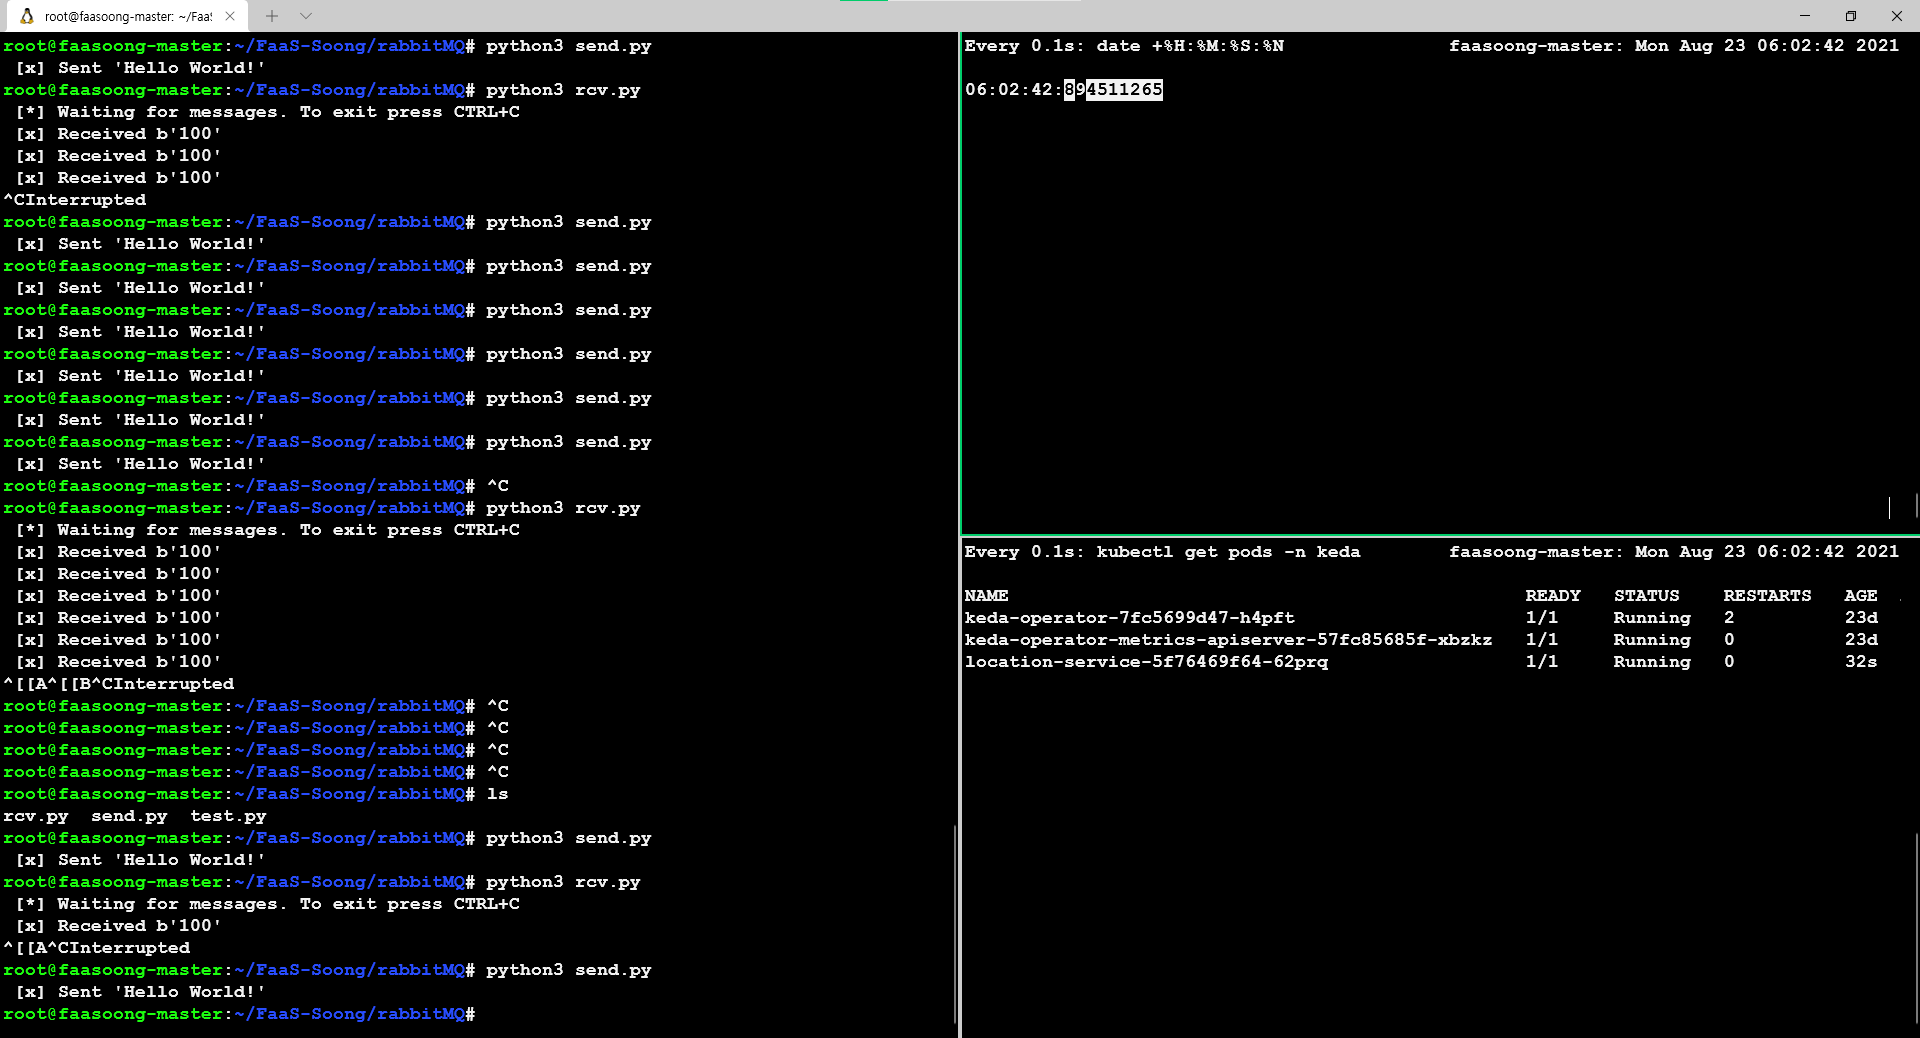 root@faasoong-master: ~/FaaS
root@faasoong-master:~/FaaS-Soong/rabbitMQ# python3 send.py
[x] Sent 'Hello World!'
root@faasoong-master:~/FaaS-Soong/rabbitMQ# python3 rcv.py
[*] Waiting for messages. To exit press CTRL+C
[x] Received b'100'
[x] Received b'100'
[x] Received b'100'
^CInterrupted
root@faasoong-master:~/FaaS-Soong/rabbitMQ# python3 send.py
[x] Sent 'Hello World!'
root@faasoong-master:~/FaaS-Soong/rabbitMQ# python3 send.py
[x] Sent 'Hello World!'
root@faasoong-master:~/FaaS-Soong/rabbitMQ# python3 send.py
[x] Sent 'Hello World!'
root@faasoong-master:~/FaaS-Soong/rabbitMQ# python3 send.py
[x] Sent 'Hello World!'
root@faasoong-master:~/FaaS-Soong/rabbitMQ# python3 send.py
[x] Sent 'Hello World!'
root@faasoong-master:~/FaaS-Soong/rabbitMQ# python3 send.py
[x] Sent 'Hello World!'
root@faasoong-master:~/FaaS-Soong/rabbitMQ# ^C
root@faasoong-master:~/FaaS-Soong/rabbitMQ# python3 rcv.py
[*] Waiting for messages. To exit press CTRL+C
[x] Received b'100'
[x] Received b'100'
[x] Received b'100'
[x] Received b'100'
[x] Received b'100'
[x] Received b'100'
^[[A^[[B^CInterrupted
root@faasoong-master:~/FaaS-Soong/rabbitMQ# ^C
root@faasoong-master:~/FaaS-Soong/rabbitMQ# ^C
root@faasoong-master:~/FaaS-Soong/rabbitMQ# ^C
root@faasoong-master:~/FaaS-Soong/rabbitMQ# ^C
root@faasoong-master:~/FaaS-Soong/rabbitMQ# ls
rcv.py  send.py  test.py
root@faasoong-master:~/FaaS-Soong/rabbitMQ# python3 send.py
[x] Sent 'Hello World!'
root@faasoong-master:~/FaaS-Soong/rabbitMQ# python3 rcv.py
[*] Waiting for messages. To exit press CTRL+C
[x] Received b'100'
^[[A^CInterrupted
root@faasoong-master:~/FaaS-Soong/rabbitMQ# python3 send.py
[x] Sent 'Hello World!'
root@faasoong-master:~/FaaS-Soong/rabbitMQ#
Every 0.1s: date +%H:%M:%S:%N faasoong-master: Mon Aug 23 06:02:42 2021
06:02:42:894511265
Every 0.1s: kubectl get pods -n keda faasoong-master: Mon Aug 23 06:02:42 2021
NAME READY STATUS RESTARTS AGE
keda-operator-7fc5699d47-h4pft 1/1 Running 2 23d
keda-operator-metrics-apiserver-57fc85685f-xbzkz 1/1 Running 0 23d
location-service-5f76469f64-62prq 1/1 Running 0 32s